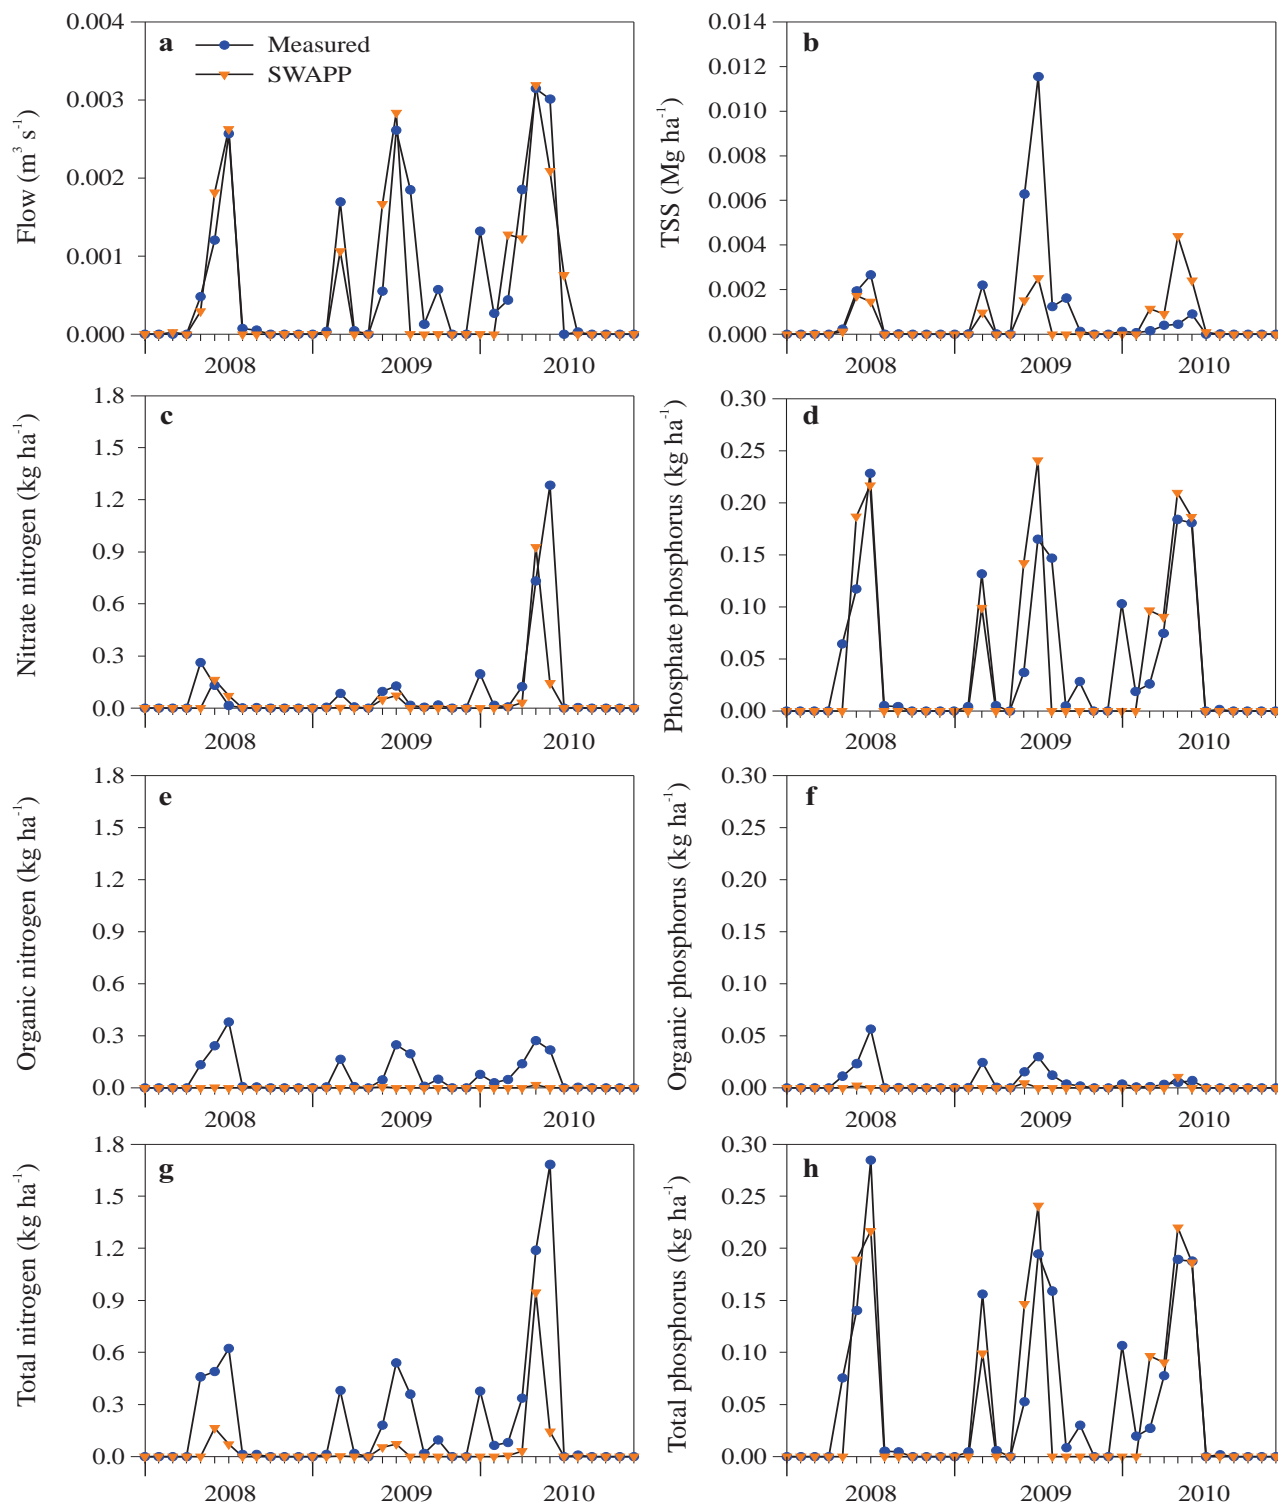 a
Measured
SWAPP
Flow (m³ s⁻¹)
0.004
0.003
0.002
0.001
0.000
2008 2009 2010
b
TSS (Mg ha⁻¹)
0.014
0.012
0.010
0.008
0.006
0.004
0.002
0.000
2008 2009 2010
c
Nitrate nitrogen (kg ha⁻¹)
1.8
1.5
1.2
0.9
0.6
0.3
0.0
2008 2009 2010
d
Phosphate phosphorus (kg ha⁻¹)
0.30
0.25
0.20
0.15
0.10
0.05
0.00
2008 2009 2010
e
Organic nitrogen (kg ha⁻¹)
1.8
1.5
1.2
0.9
0.6
0.3
0.0
2008 2009 2010
f
Organic phosphorus (kg ha⁻¹)
0.30
0.25
0.20
0.15
0.10
0.05
0.00
2008 2009 2010
g
Total nitrogen (kg ha⁻¹)
1.8
1.5
1.2
0.9
0.6
0.3
0.0
2008 2009 2010
h
Total phosphorus (kg ha⁻¹)
0.30
0.25
0.20
0.15
0.10
0.05
0.00
2008 2009 2010